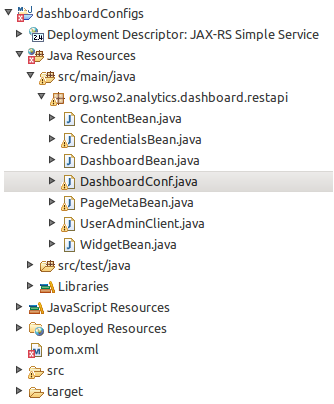 dashboardConfigs
Deployment Descriptor: JAX-RS Simple Service
Java Resources
src/main/java
org.wso2.analytics.dashboard.restapi
ContentBean.java
CredentialsBean.java
DashboardBean.java
DashboardConf.java
PageMetaBean.java
UserAdminClient.java
WidgetBean.java
src/test/java
Libraries
JavaScript Resources
Deployed Resources
pom.xml
src
target